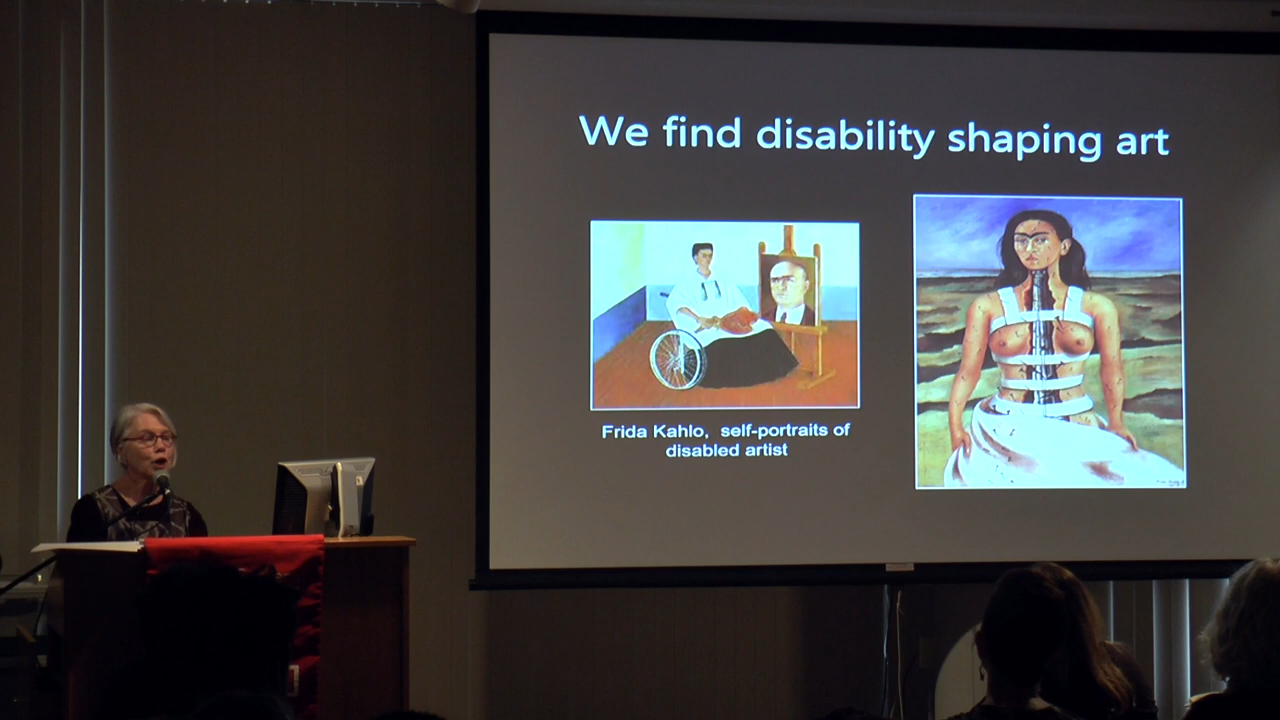 We find disability shaping art
Frida Kahlo, self-portraits of
disabled artist